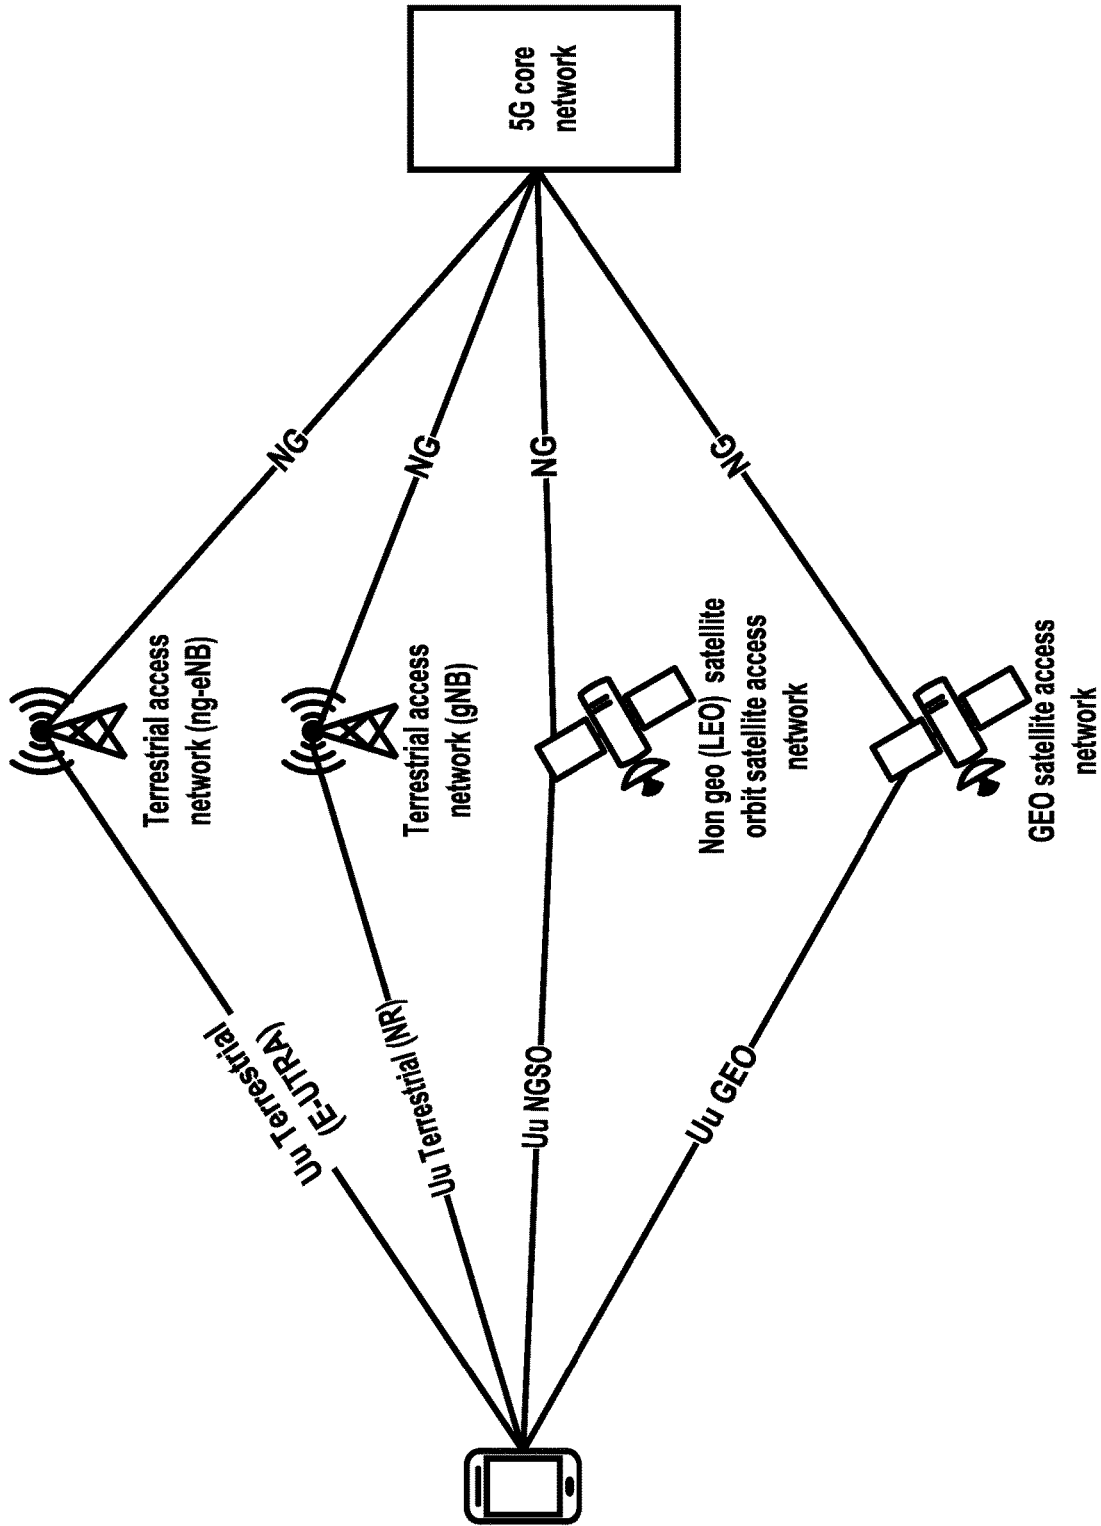 Terrestrial access
network (ng-eNB)
Uu Terrestrial
(E-UTRA)
NG
Terrestrial access
network (gNB)
Uu Terrestrial (NR)
NG
5G core
network
Uu NGSO
NG
Non geo (LEO) satellite
orbit satellite access
network
Uu GEO
NG
GEO satellite access
network